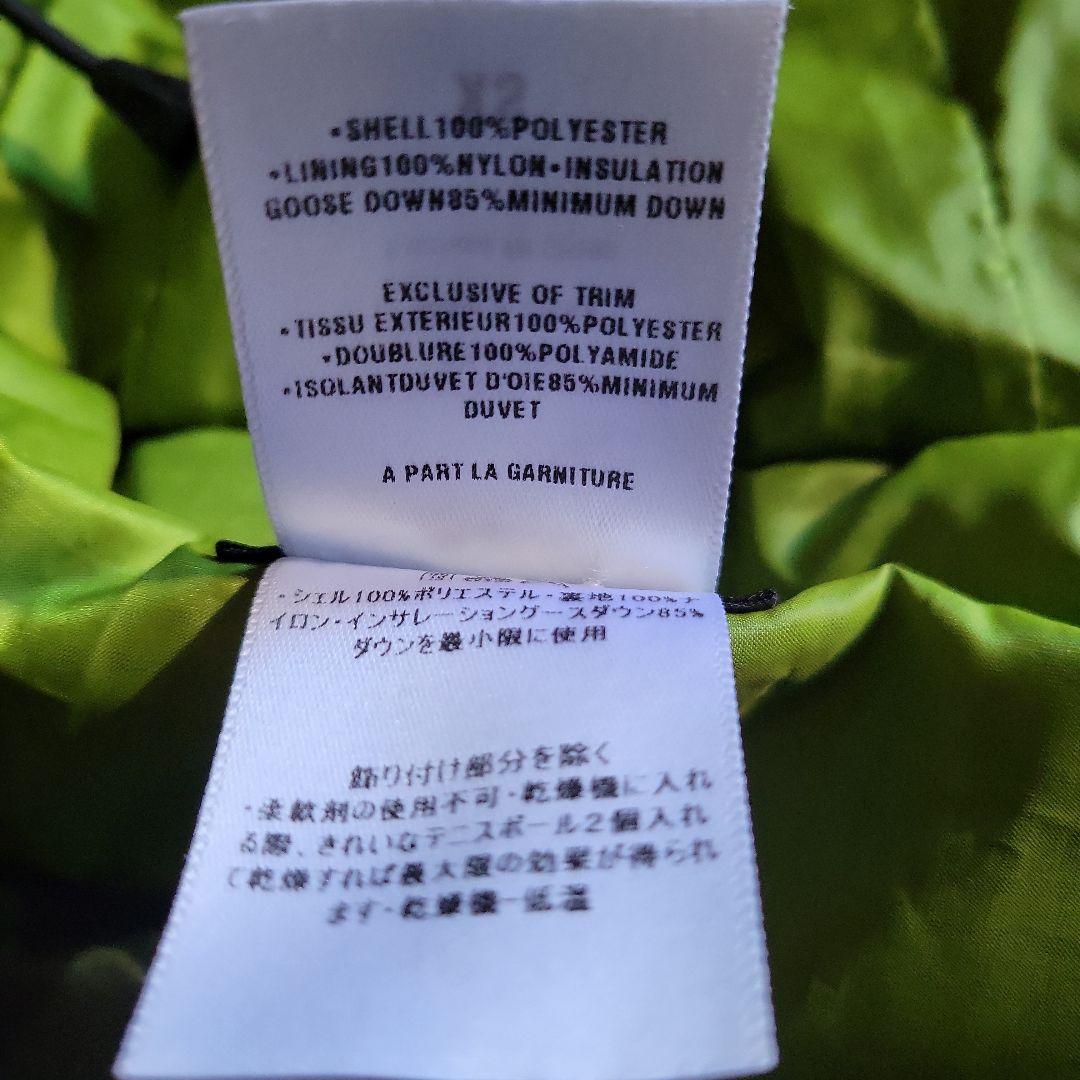 •SHELL100%POLYESTER
•LINING100%NYLON•INSULATION
GOOSE DOWN85%MINIMUM DOWN
EXCLUSIVE OF TRIM
•TISSU EXTERIEUR100%POLYESTER
•DOUBLURE100%POLYAMIDE
•ISOLANTDUVET D'OIE85%MINIMUM
DUVET
A PART LA GARNITURE
・シェル100%ポリエステル・裏地100%ナ
イロン・インサレーショングースダウン85%
ダウンを最小限に使用
飾り付け部分を除く
・柔軟剤の使用不可・乾燥機に入れ
る際、きれいなテニスボール2個入れ
て乾燥すれば最大限の効果が得られ
ます・乾燥機-低温